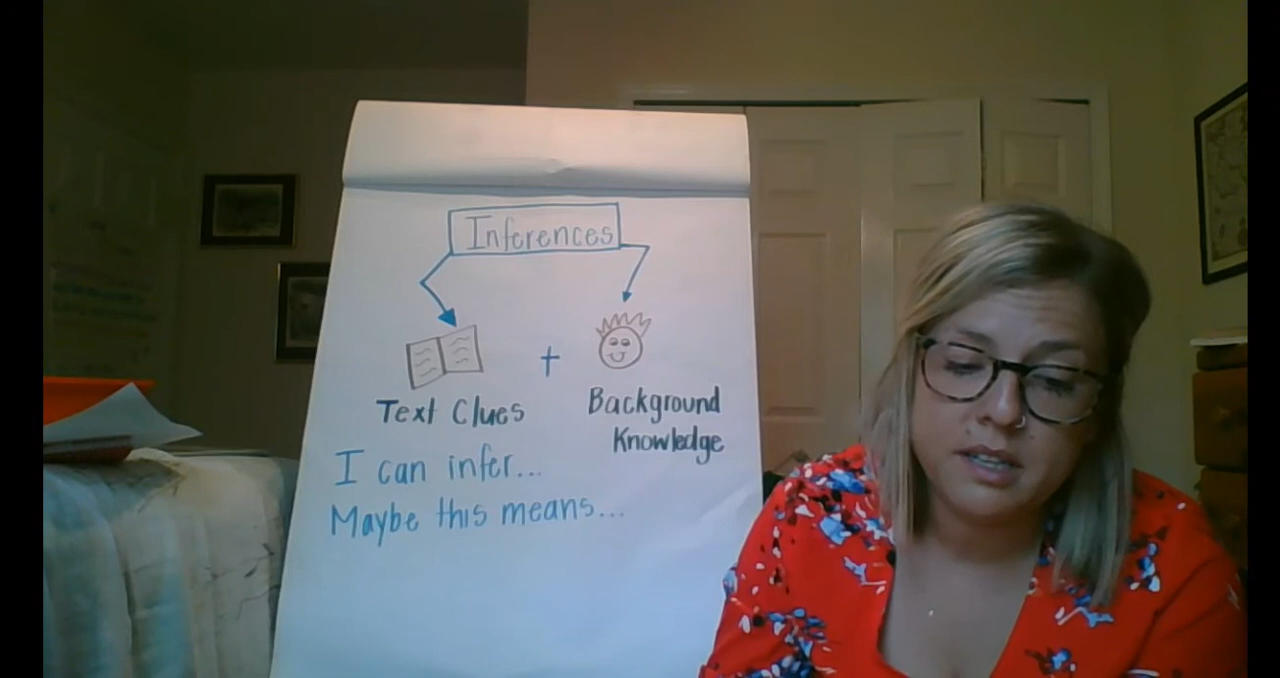 Inferences
+
Text Clues
Background
Knowledge
I can infer...
Maybe this means...